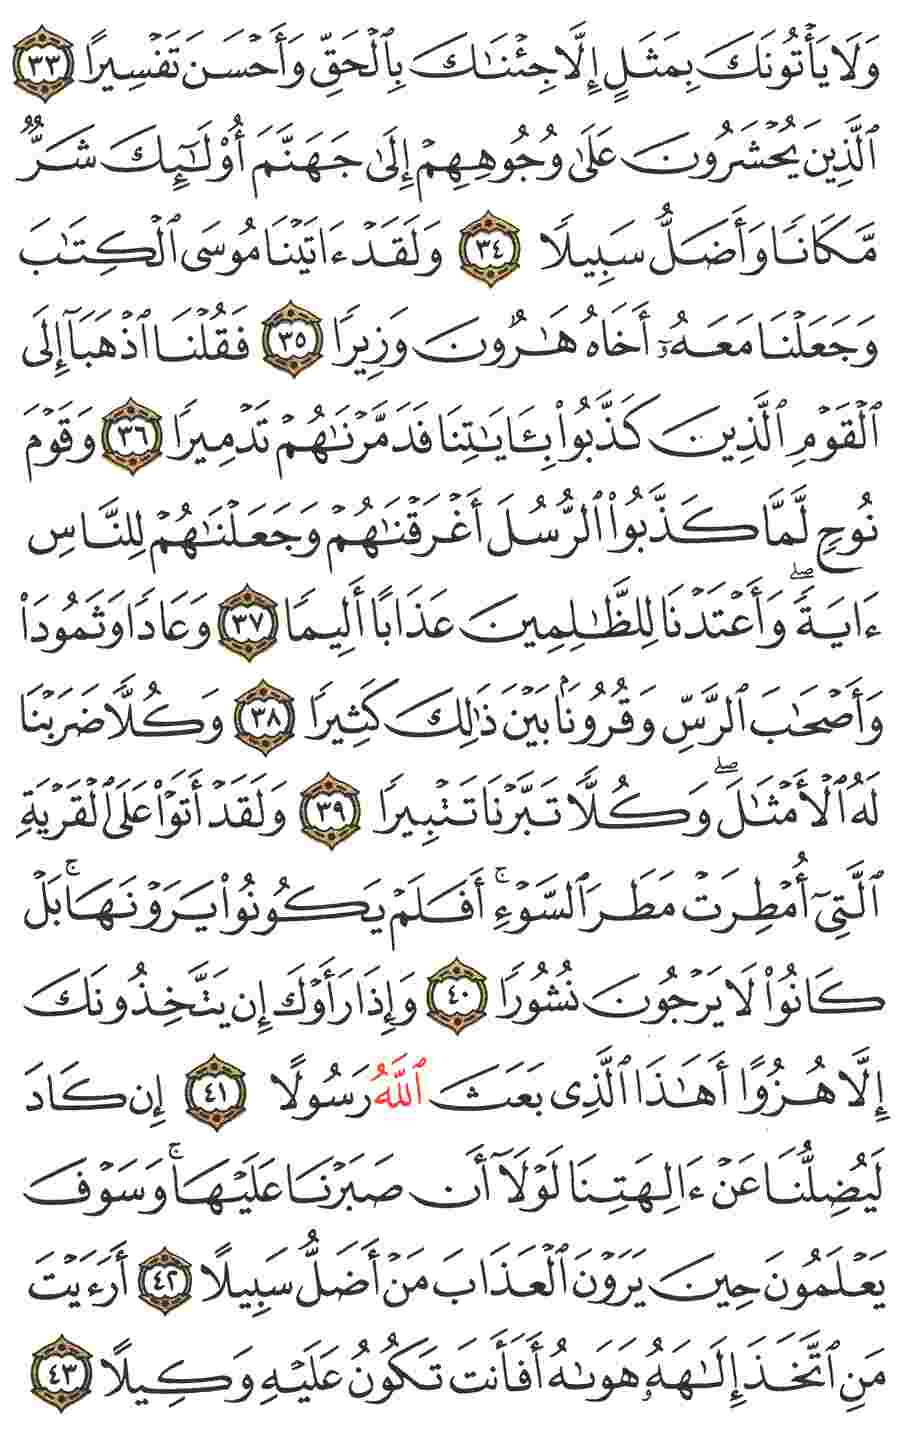 وَلَا يَأْتُونَكَ بِمَثَلٍ إِلَّا جِئْنَٰكَ بِٱلْحَقِّ وَأَحْسَنَ تَفْسِيرًا ٣٣
ٱلَّذِينَ يُحْشَرُونَ عَلَىٰ وُجُوهِهِمْ إِلَىٰ جَهَنَّمَ أُو۟لَٰٓئِكَ شَرٌّ
مَّكَانًا وَأَضَلُّ سَبِيلًا ٣٤ وَلَقَدْ ءَاتَيْنَا مُوسَى ٱلْكِتَٰبَ
وَجَعَلْنَا مَعَهُۥٓ أَخَاهُ هَٰرُونَ وَزِيرًا ٣٥ فَقُلْنَا ٱذْهَبَآ إِلَى
ٱلْقَوْمِ ٱلَّذِينَ كَذَّبُوا۟ بِـَٔايَٰتِنَا فَدَمَّرْنَٰهُمْ تَدْمِيرًا ٣٦ وَقَوْمَ
نُوحٍ لَّمَّا كَذَّبُوا۟ ٱلرُّسُلَ أَغْرَقْنَٰهُمْ وَجَعَلْنَٰهُمْ لِلنَّاسِ
ءَايَةً ۖ وَأَعْتَدْنَا لِلظَّٰلِمِينَ عَذَابًا أَلِيمًا ٣٧ وَعَادًا وَثَمُودَا۟
وَأَصْحَٰبَ ٱلرَّسِّ وَقُرُونًۢا بَيْنَ ذَٰلِكَ كَثِيرًا ٣٨ وَكُلًّا ضَرَبْنَا
لَهُ ٱلْأَمْثَٰلَ ۖ وَكُلًّا تَبَّرْنَا تَتْبِيرًا ٣٩ وَلَقَدْ أَتَوْا۟ عَلَى ٱلْقَرْيَةِ
ٱلَّتِىٓ أُمْطِرَتْ مَطَرَ ٱلسَّوْءِ ۚ أَفَلَمْ يَكُونُوا۟ يَرَوْنَهَا ۚ بَلْ
كَانُوا۟ لَا يَرْجُونَ نُشُورًا ٤٠ وَإِذَا رَأَوْكَ إِن يَتَّخِذُونَكَ
إِلَّا هُزُوًا أَهَٰذَا ٱلَّذِى بَعَثَ ٱللَّهُ رَسُولًا ٤١ إِن كَادَ
لَيُضِلُّنَا عَنْ ءَالِهَتِنَا لَوْلَآ أَن صَبَرْنَا عَلَيْهَا ۚ وَسَوْفَ
يَعْلَمُونَ حِينَ يَرَوْنَ ٱلْعَذَابَ مَنْ أَضَلُّ سَبِيلًا ٤٢ أَرَءَيْتَ
مَنِ ٱتَّخَذَ إِلَٰهَهُۥ هَوَىٰهُ أَفَأَنتَ تَكُونُ عَلَيْهِ وَكِيلًا ٤٣